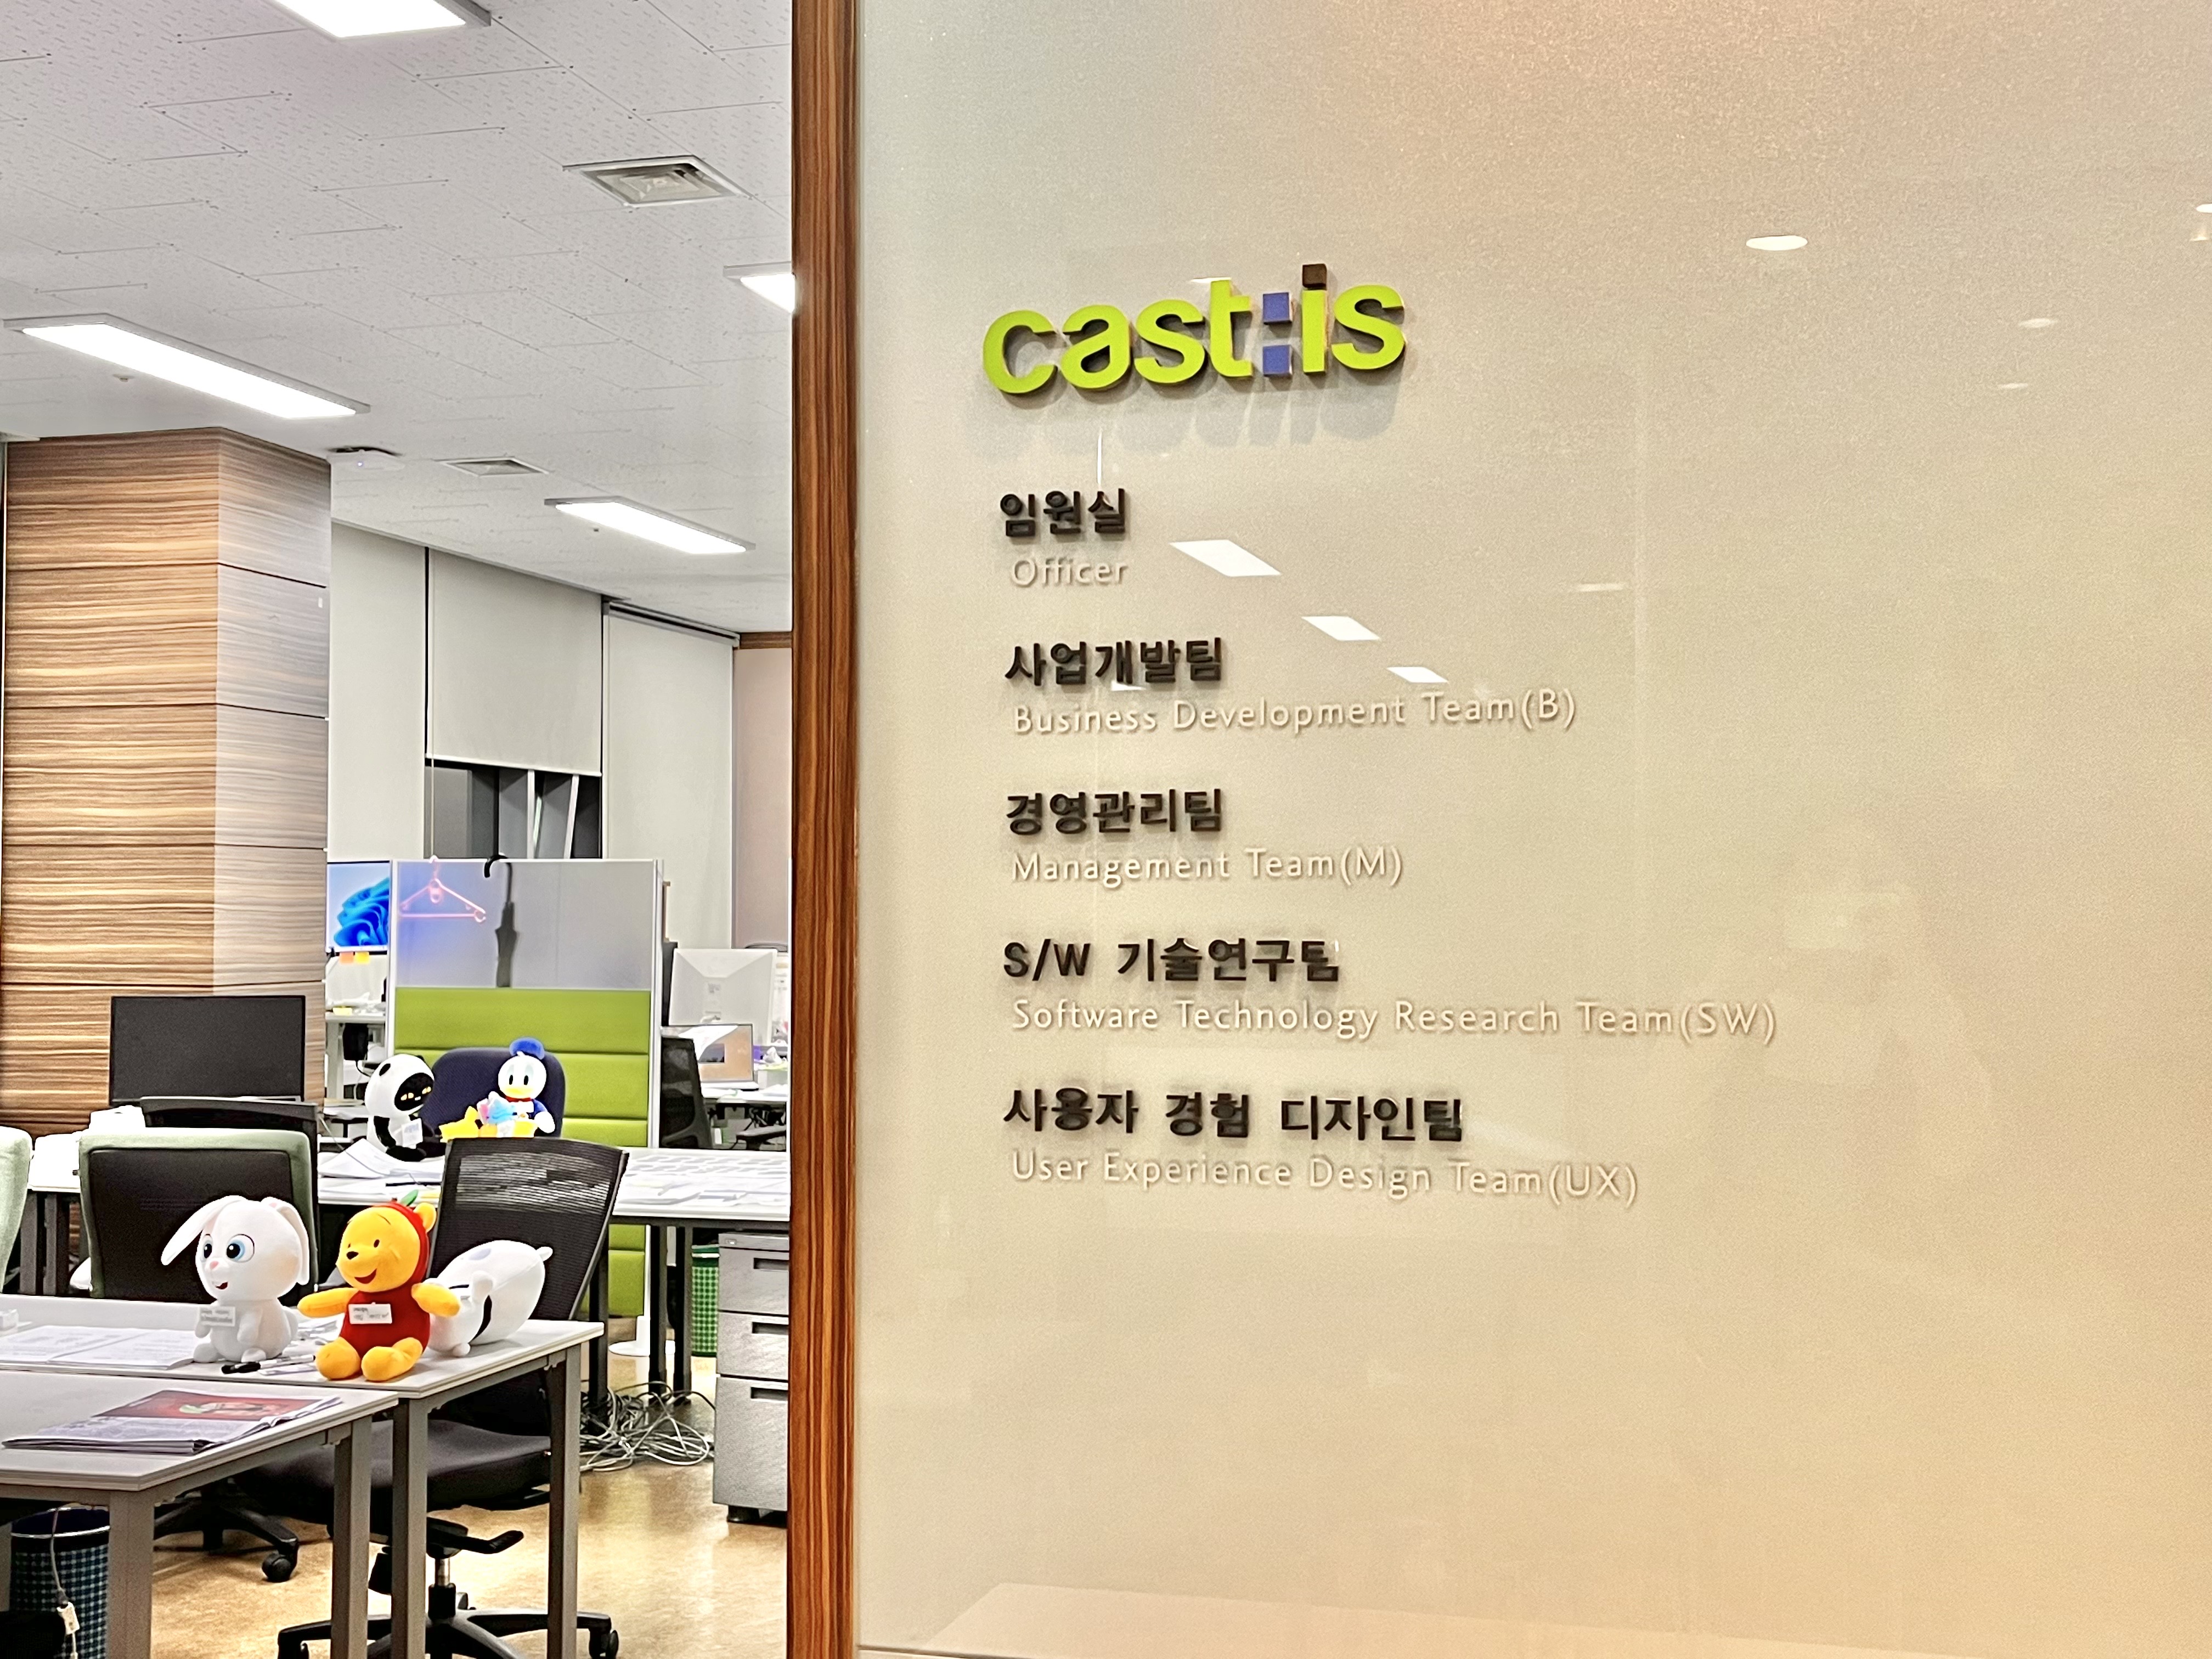 cast:is
임원실
Officer
사업개발팀
Business Development Team(B)
경영관리팀
Management Team(M)
S/W 기술연구팀
Software Technology Research Team(SW)
사용자 경험 디자인팀
User Experience Design Team(UX)